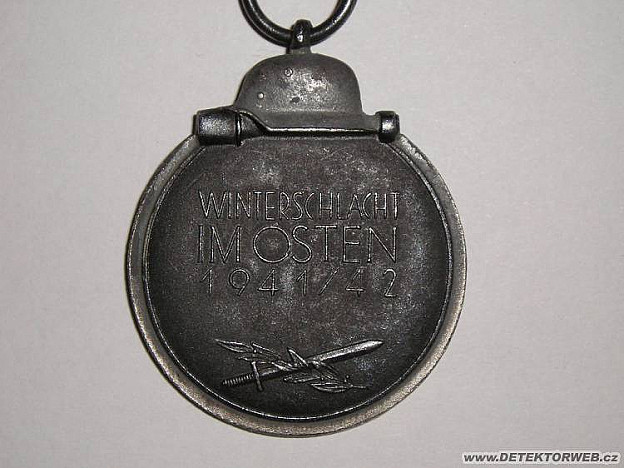 WINTERSCHLACHT
IM OSTEN
1941/42
www.DETEKTORWEB.cz